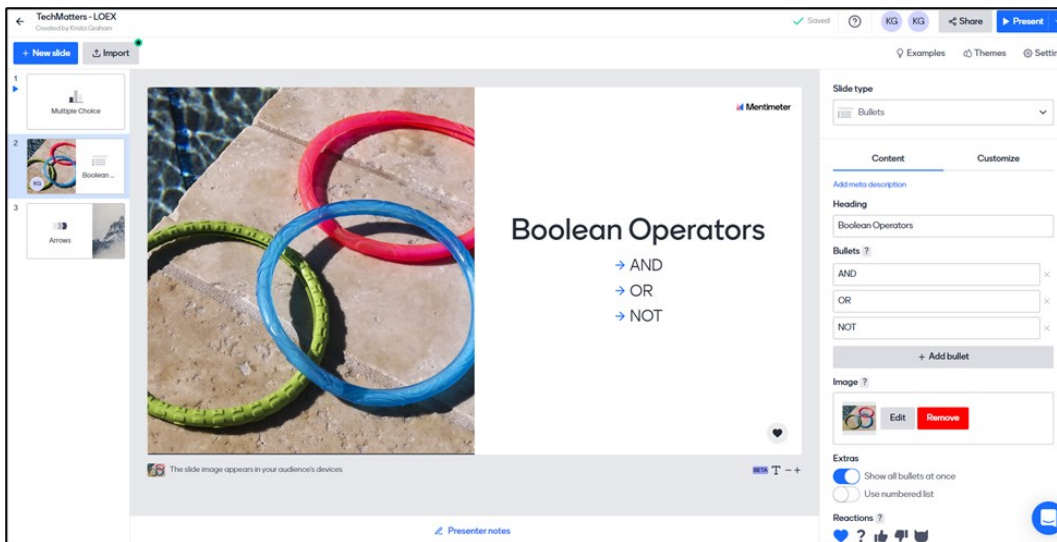 TechMatters - LOEX
Created by Krista Graham
Saved
?
KG KG
Share
Present
+ New slide
Import
Examples
Themes
Settin
1
Multiple Choice
2
KG
Boolean ...
3
Arrows
Mentimeter
Boolean Operators
→ AND
→ OR
→ NOT
The slide image appears in your audience's devices
BETA T − +
Presenter notes
Slide type
Bullets
Content
Customize
Add meta description
Heading
Boolean Operators
Bullets ?
AND
OR
NOT
+ Add bullet
Image ?
Edit
Remove
Extras
Show all bullets at once
Use numbered list
Reactions ?
?